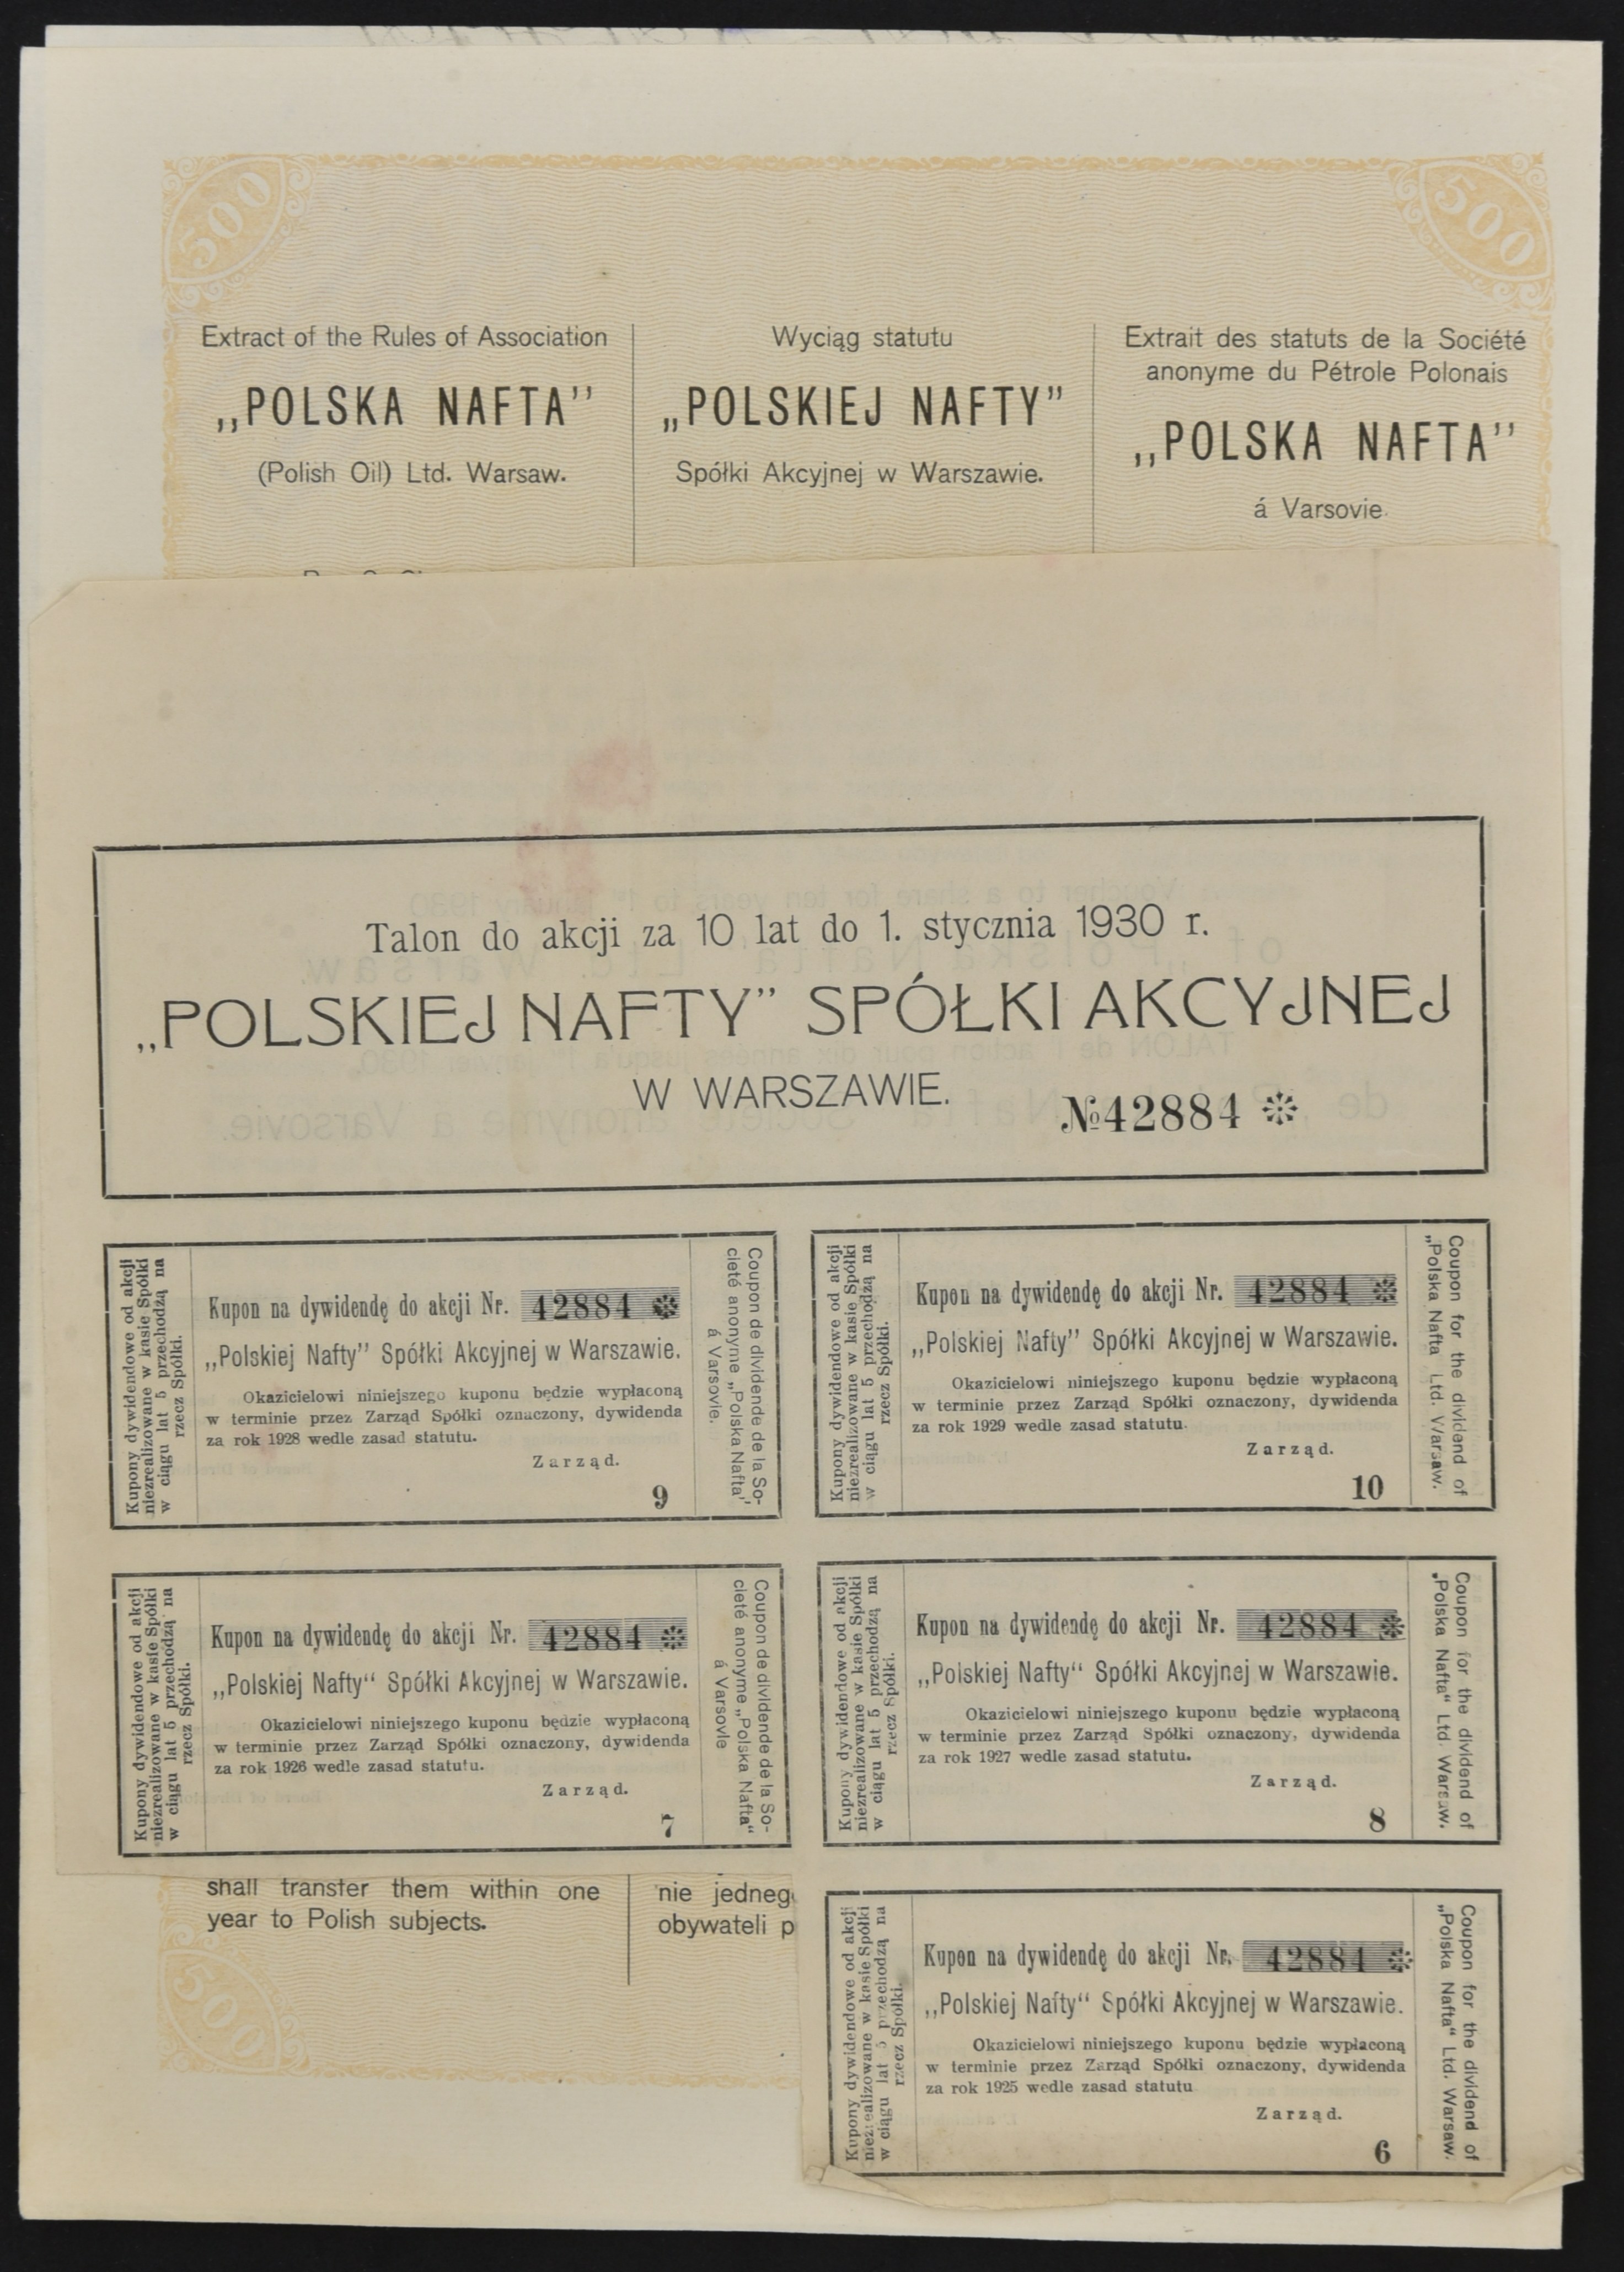 500
500
Extract of the Rules of Association
„POLSKA NAFTA”
(Polish Oil) Ltd. Warsaw.
Wyciąg statutu
„POLSKIEJ NAFTY”
Spółki Akcyjnej w Warszawie.
Extrait des statuts de la Société
anonyme du Pétrole Polonais
„POLSKA NAFTA”
á Varsovie.
Talon do akcji za 10 lat do 1. stycznia 1930 r.
„POLSKIEJ NAFTY” SPÓŁKI AKCYJNEJ
W WARSZAWIE.
№ 42884 ❊
Kupony dywidendowe od akcji
niezrealizowane w kasie Spółki
w ciągu lat 5 przechodzą na
rzecz Spółki.
Kupon na dywidendę do akcji Nr. 42884 ❊
„Polskiej Nafty” Spółki Akcyjnej w Warszawie.
Okazicielowi niniejszego kuponu będzie wypłaconą
w terminie przez Zarząd Spółki oznaczony, dywidenda
za rok 1928 wedle zasad statutu.
Zarząd.
9
Coupon de dividende de la So-
cieté anonyme „Polska Nafta”
á Varsovie.
Kupony dywidendowe od akcji
niezrealizowane w kasie Spółki
w ciągu lat 5 przechodzą na
rzecz Spółki.
Kupon na dywidendę do akcji Nr. 42884 ❊
„Polskiej Nafty” Spółki Akcyjnej w Warszawie.
Okazicielowi niniejszego kuponu będzie wypłaconą
w terminie przez Zarząd Spółki oznaczony, dywidenda
za rok 1929 wedle zasad statutu.
Zarząd.
10
Coupon for the dividend of
„Polska Nafta Ltd. Warsaw.
Kupony dywidendowe od akcji
niezrealizowane w kasie Spółki
w ciągu lat 5 przechodzą na
rzecz Spółki.
Kupon na dywidendę do akcji Nr. 42884 ❊
„Polskiej Nafty“ Spółki Akcyjnej w Warszawie.
Okazicielowi niniejszego kuponu będzie wypłaconą
w terminie przez Zarząd Spółki oznaczony, dywidenda
za rok 1926 wedle zasad statutu.
Zarząd.
7
Coupon de dividende de la So-
cieté anonyme „Polska Nafta“
á Varsovie
Kupony dywidendowe od akcji
niezrealizowane w kasie Spółki
w ciągu lat 5 przechodzą na
rzecz Spółki.
Kupon na dywidendę do akcji Nr. 42884 ❊
„Polskiej Nafty“ Spółki Akcyjnej w Warszawie.
Okazicielowi niniejszego kuponu będzie wypłaconą
w terminie przez Zarząd Spółki oznaczony, dywidenda
za rok 1927 wedle zasad statutu.
Zarząd.
8
Coupon for the dividend of
„Polska Nafta“ Ltd. Warsaw.
shall transfer them within one
year to Polish subjects.
nie jedneg
obywateli p
500
Kupony dywidendowe od akcji
niezrealizowane w kasie Spółki
w ciągu lat 5 przechodzą na
rzecz Spółki.
Kupon na dywidendę do akcji Nr. 42884 ❊
„Polskiej Nafty“ Spółki Akcyjnej w Warszawie.
Okazicielowi niniejszego kuponu będzie wypłaconą
w terminie przez Zarząd Spółki oznaczony, dywidenda
za rok 1925 wedle zasad statutu
Zarząd.
6
Coupon for the dividend of
„Polska Nafta“ Ltd. Warsaw.